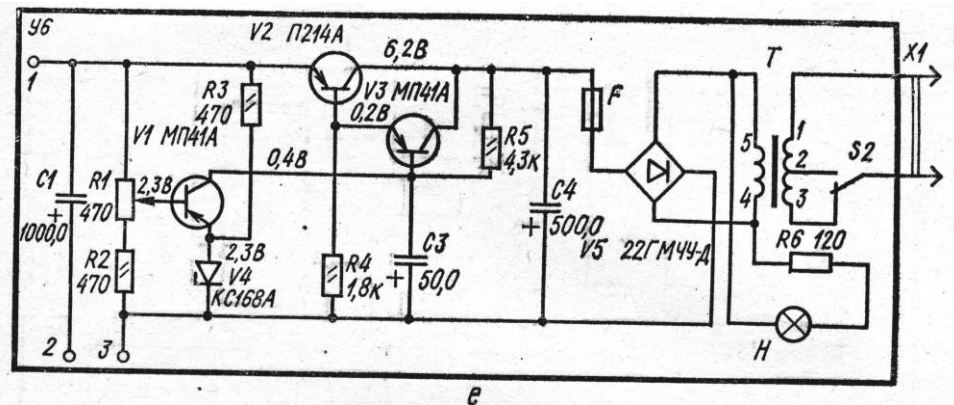 У6
1
V2 П214А
6,2В
V3 МП41А
0,2В
R3
470
V1 МП41А
0,4В
R5
4,3к
F
T
X1
5
4
1
2
3
S2
C1
1000,0
+
R1
470
2,3В
R2
470
2,3В
V4
КС168А
R4
1,8к
+
C3
50,0
C4
+
500,0
V5
22ГМЧУ-Д
R6 120
H
2
3
е